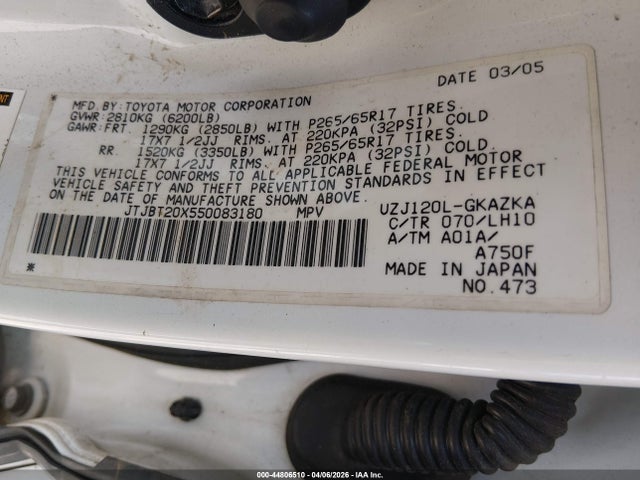 DATE 03/05
MFD.BY:TOYOTA MOTOR CORPORATION
GVWR:2810KG (6200LB)
GAWR:FRT. 1290KG (2850LB) WITH P265/65R17 TIRES.
17X7 1/2JJ RIMS. AT 220KPA (32PSI) COLD
RR. 1520KG (3350LB) WITH P265/65R17 TIRES.
17X7 1/2JJ RIMS. AT 220KPA (32PSI) COLD.
THIS VEHICLE CONFORMS TO ALL APPLICABLE FEDERAL MOTOR
VEHICLE SAFETY AND THEFT PREVENTION STANDARDS IN EFFECT
ON THE DATE OF MANUFACTURE SHOWN ABOVE.
JTJBT20X550083180 MPV
* *
UZJ120L-GKAZKA
C/TR 070/LH10
A/TM A01A/
A750F
MADE IN JAPAN
NO.473
000-44806510 - 04/06/2026 - IAA Inc.